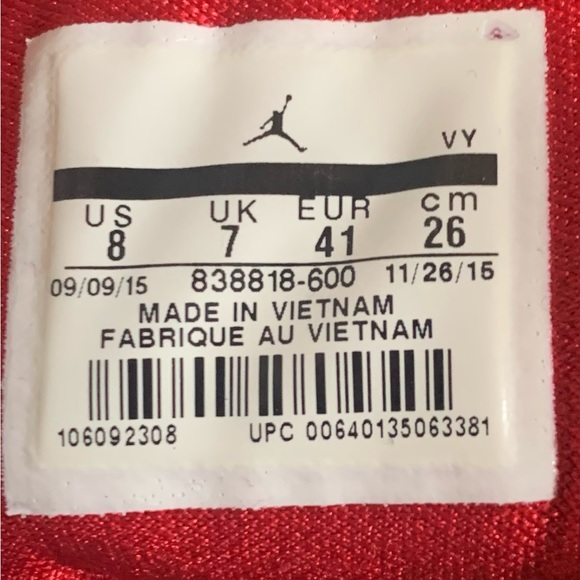 VY
US UK EUR cm
8 7 41 26
09/09/15 838818-600 11/26/15
MADE IN VIETNAM
FABRIQUE AU VIETNAM
106092308 UPC 00640135063381